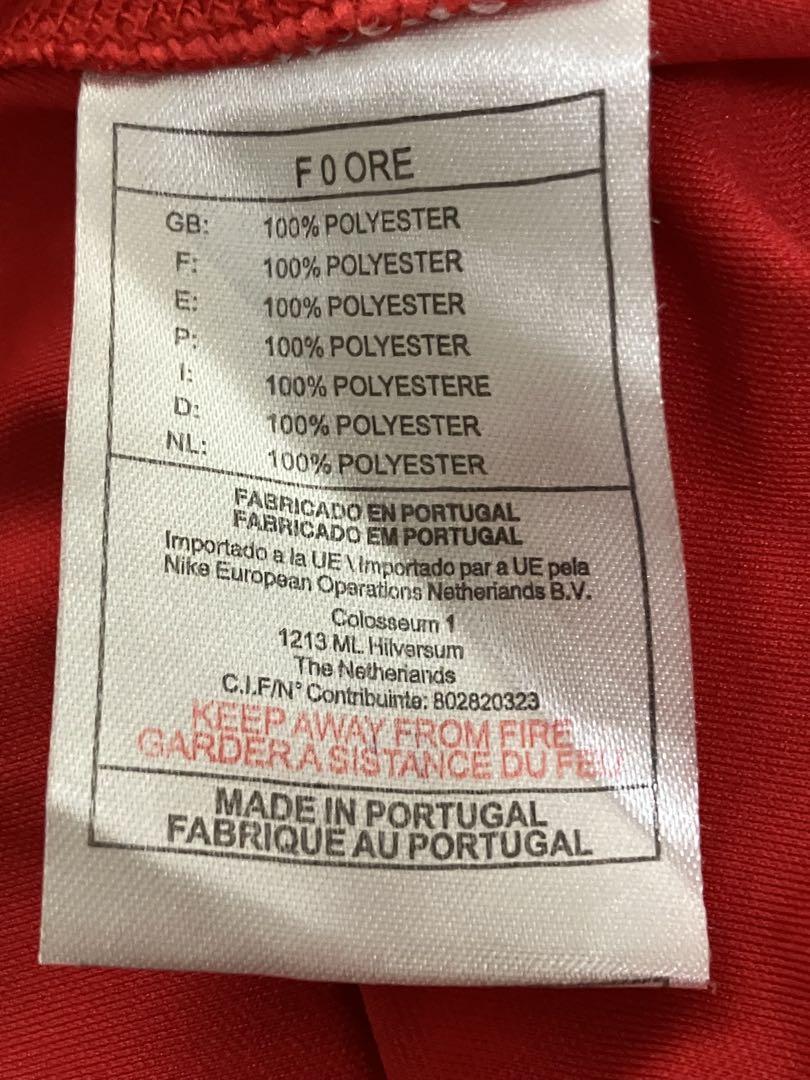 F 0 ORE
GB: 100% POLYESTER
F: 100% POLYESTER
E: 100% POLYESTER
P: 100% POLYESTER
I: 100% POLYESTERE
D: 100% POLYESTER
NL: 100% POLYESTER
FABRICADO EN PORTUGAL
FABRICADO EM PORTUGAL
Importado a la UE \ Importado par a UE pela
Nike European Operations Netherlands B.V.
Colosseum 1
1213 ML Hilversum
The Netherlands
C.I.F/N° Contribuinte: 802820323
KEEP AWAY FROM FIRE
GARDER A SISTANCE DU FEU
MADE IN PORTUGAL
FABRIQUE AU PORTUGAL